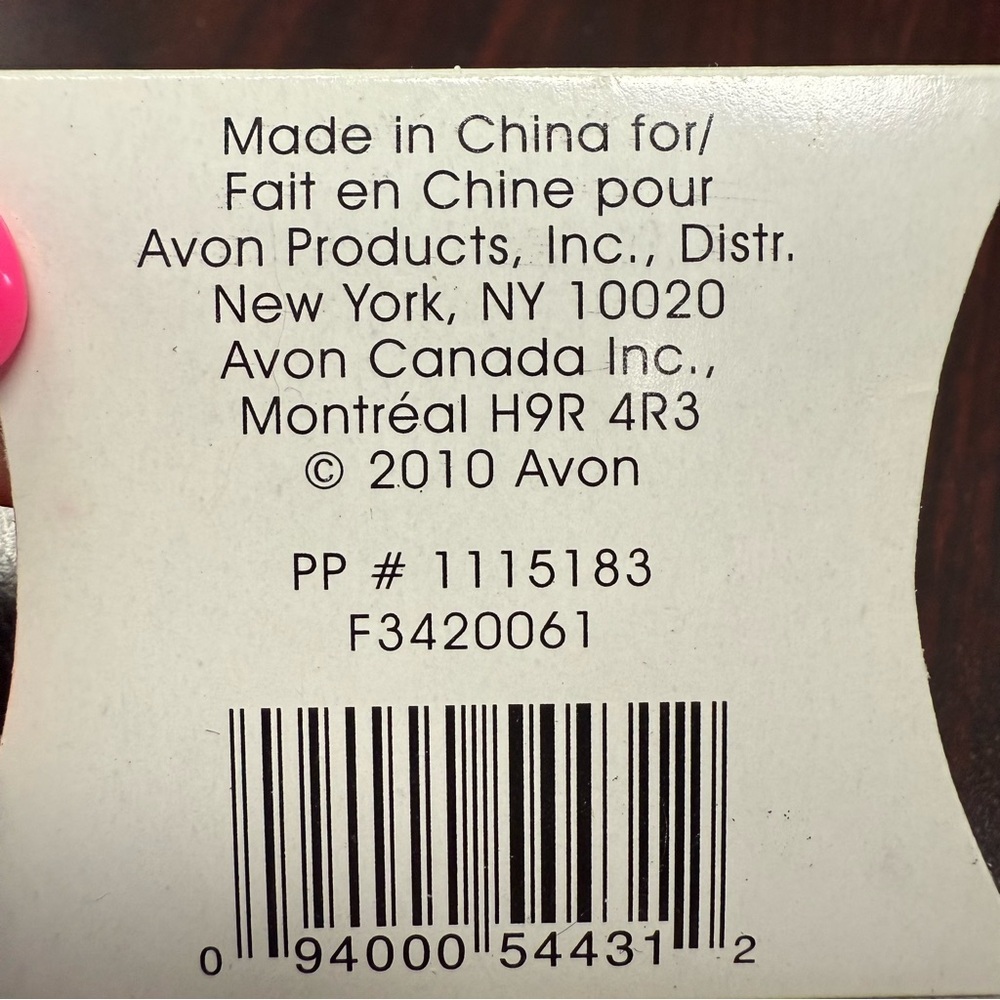 Made in China for/
Fait en Chine pour
Avon Products, Inc., Distr.
New York, NY 10020
Avon Canada Inc.,
Montréal H9R 4R3
© 2010 Avon
PP # 1115183
F3420061
0 94000 54431 2